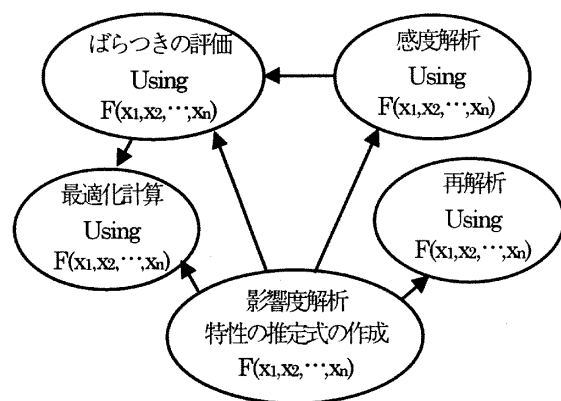 ばらつきの評価
Using
F(x1,x2,⋯,xn)
感度解析
Using
F(x1,x2,⋯,xn)
最適化計算
Using
F(x1,x2,⋯,xn)
再解析
Using
F(x1,x2,⋯,xn)
影響度解析
特性の推定式の作成
F(x1,x2,⋯,xn)